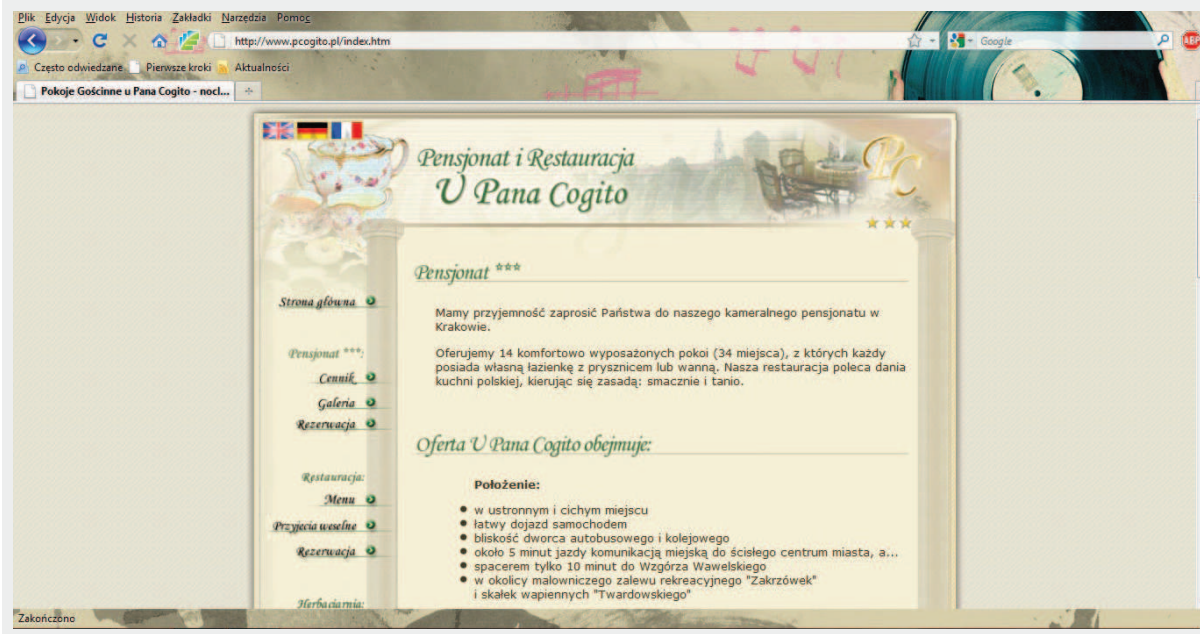 Plik Edycja Widok Historia Zakładki Narzędzia Pomoc
http://www.pcogito.pl/index.htm
Google
ABP
Często odwiedzane Pierwsze kroki Aktualności
Pokoje Gościnne u Pana Cogito - nocl...
Pensjonat i Restauracja
U Pana Cogito
PC
Pensjonat ***
Strona główna
Mamy przyjemność zaprosić Państwa do naszego kameralnego pensjonatu w
Krakowie.
Pensjonat ***:
Oferujemy 14 komfortowo wyposażonych pokoi (34 miejsca), z których każdy
posiada własną łazienkę z prysznicem lub wanną. Nasza restauracja poleca dania
kuchni polskiej, kierując się zasadą: smacznie i tanio.
Cennik
Galeria
Rezerwacja
Oferta U Pana Cogito obejmuje:
Restauracja:
Menu
Przyjęcia weselne
Rezerwacja
Herbaciarnia:
Położenie:
w ustronnym i cichym miejscu
łatwy dojazd samochodem
bliskość dworca autobusowego i kolejowego
około 5 minut jazdy komunikacją miejską do ścisłego centrum miasta, a...
spacerem tylko 10 minut do Wzgórza Wawelskiego
w okolicy malowniczego zalewu rekreacyjnego "Zakrzówek"
i skałek wapiennych "Twardowskiego"
Zakończono